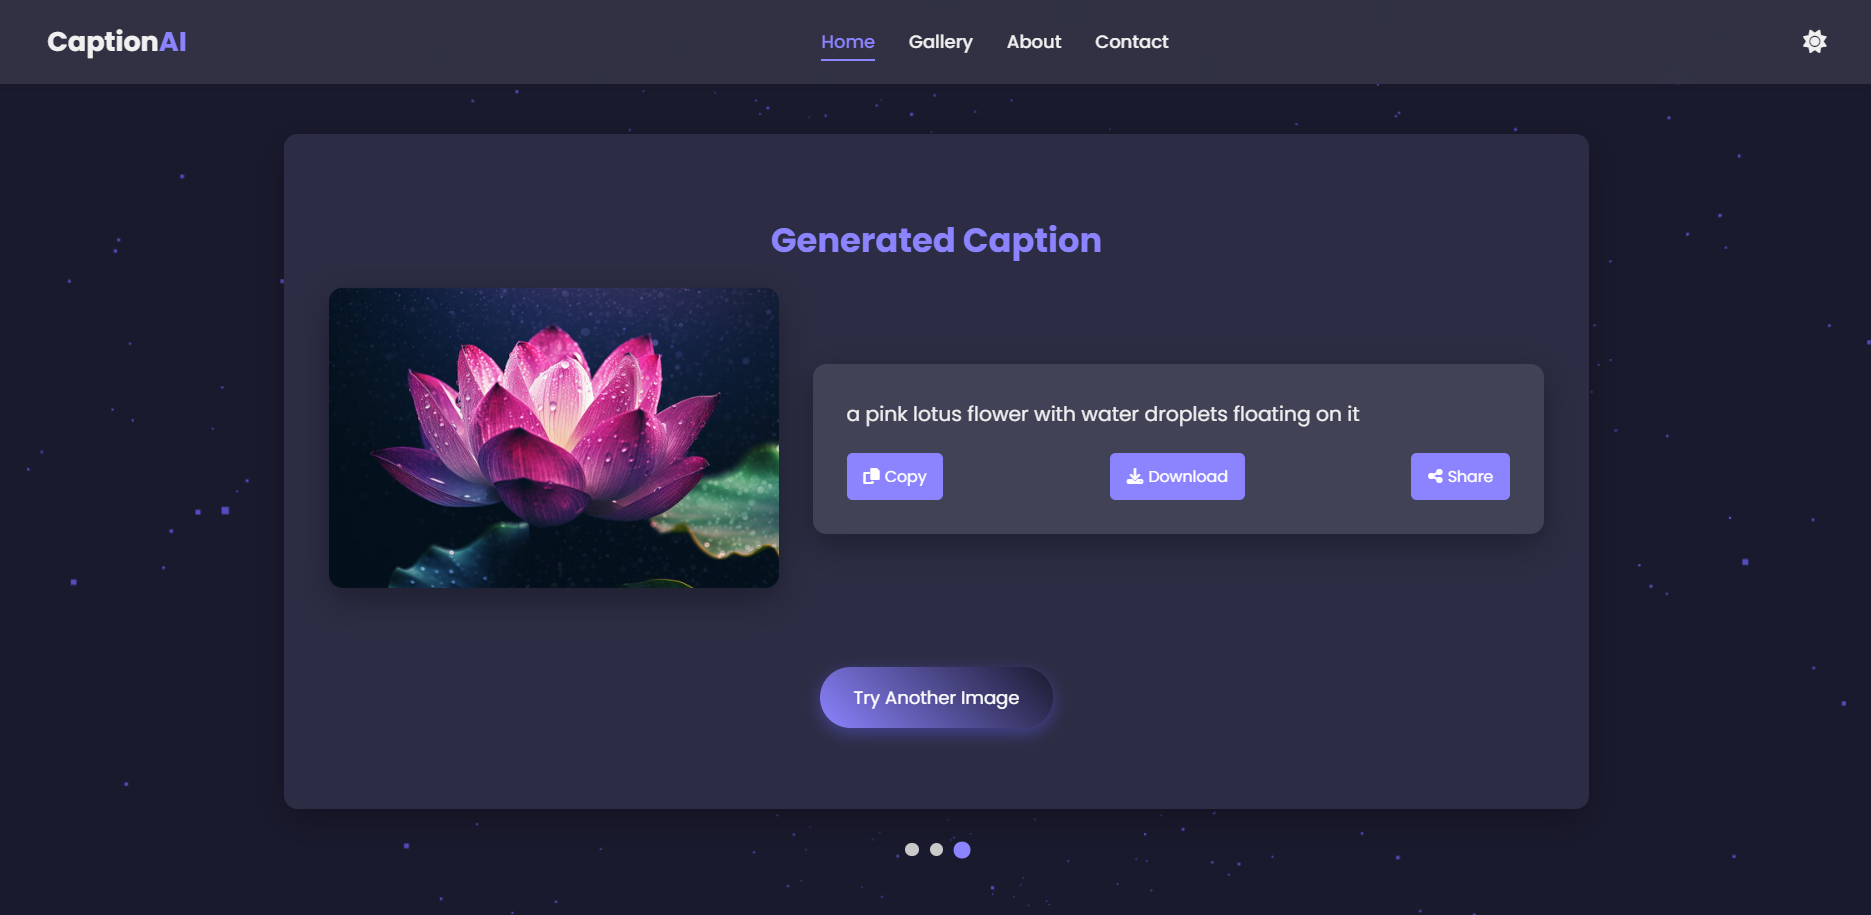 CaptionAI
Home Gallery About Contact
Generated Caption
a pink lotus flower with water droplets floating on it
Copy Download Share
Try Another Image